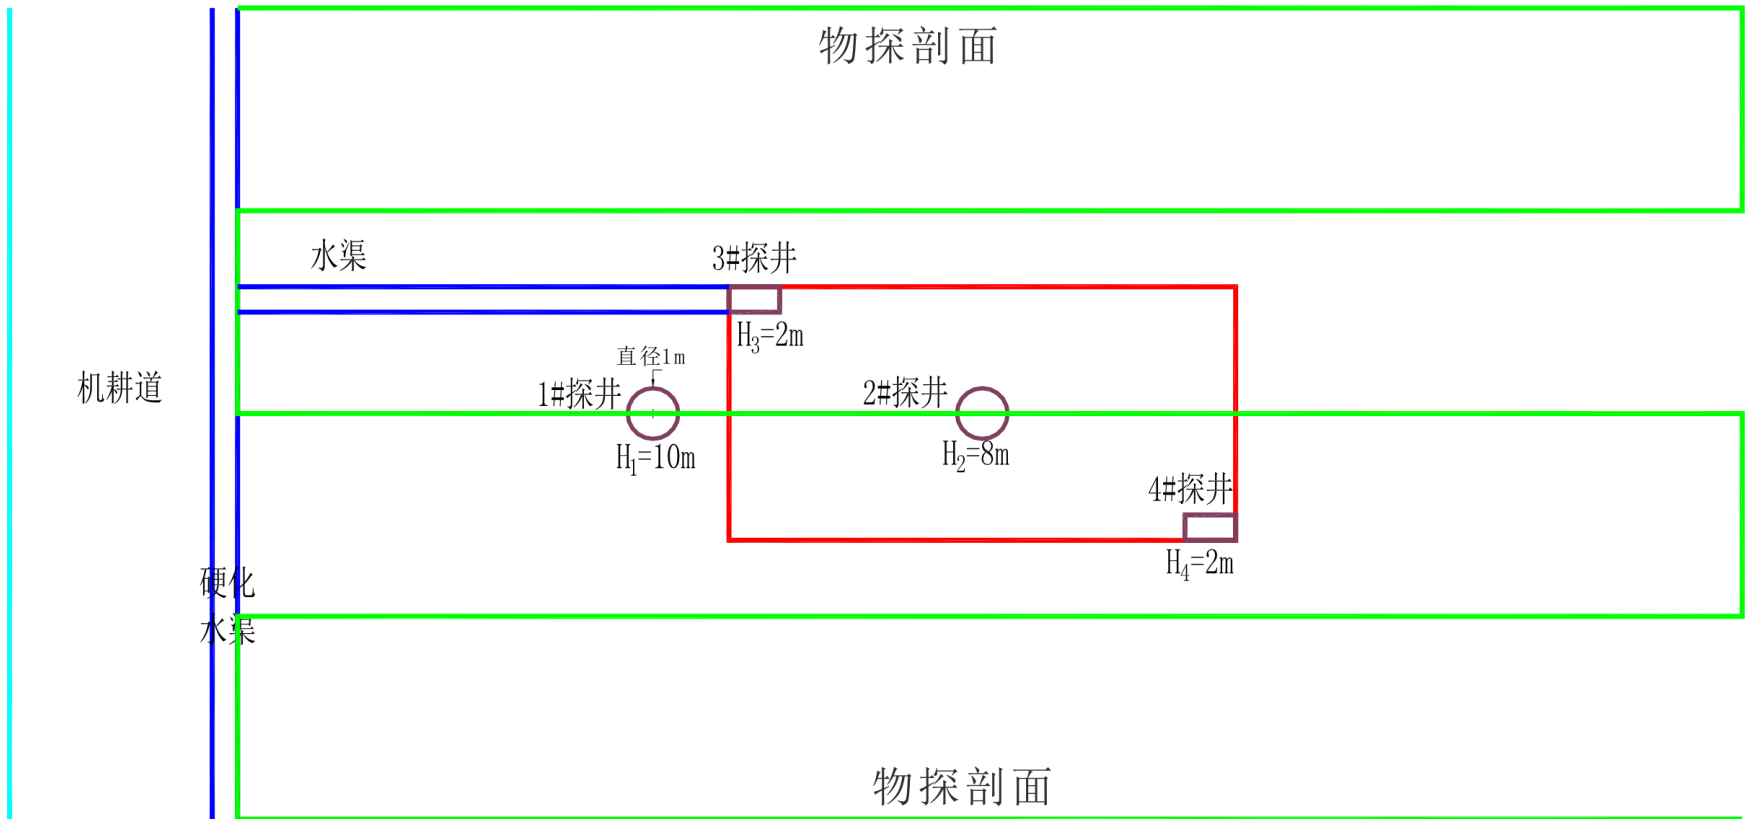 物探剖面
水渠
3#探井
H₃=2m
直径1m
1#探井
2#探井
机耕道
H₁=10m
H₂=8m
4#探井
H₄=2m
硬化
水渠
物探剖面